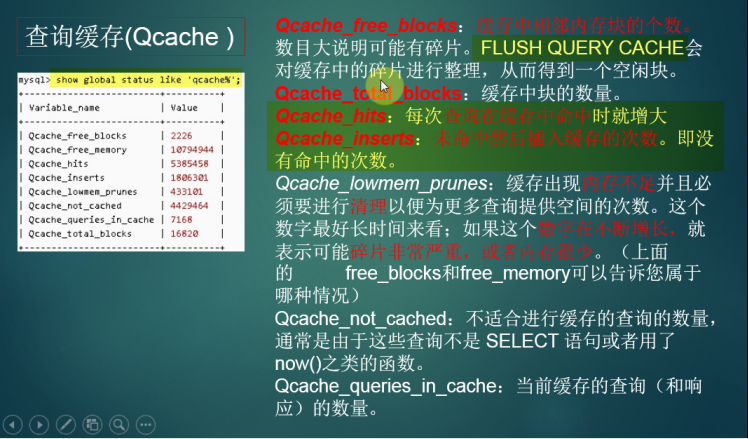 查询缓存(Qcache )
mysql> show global status like 'qcache%';
+-------------------------+----------+
| Variable_name | Value |
+-------------------------+----------+
| Qcache_free_blocks | 2226 |
| Qcache_free_memory | 10794944 |
| Qcache_hits | 5385458 |
| Qcache_inserts | 1806301 |
| Qcache_lowmem_prunes | 433101 |
| Qcache_not_cached | 4429464 |
| Qcache_queries_in_cache | 7168 |
| Qcache_total_blocks | 16820 |
+-------------------------+----------+
Qcache_free_blocks：缓存中相邻内存块的个数。
数目大说明可能有碎片。FLUSH QUERY CACHE会
对缓存中的碎片进行整理，从而得到一个空闲块。
Qcache_total_blocks：缓存中块的数量。
Qcache_hits：每次查询在缓存中命中时就增大
Qcache_inserts：未命中然后插入缓存的次数。即没
有命中的次数。
Qcache_lowmem_prunes：缓存出现内存不足并且必
须要进行清理以便为更多查询提供空间的次数。这个
数字最好长时间来看；如果这个数字在不断增长，就
表示可能碎片非常严重，或者内存很少。（上面
的 free_blocks和free_memory可以告诉您属于
哪种情况）
Qcache_not_cached：不适合进行缓存的查询的数量，
通常是由于这些查询不是 SELECT 语句或者用了
now()之类的函数。
Qcache_queries_in_cache：当前缓存的查询（和响
应）的数量。